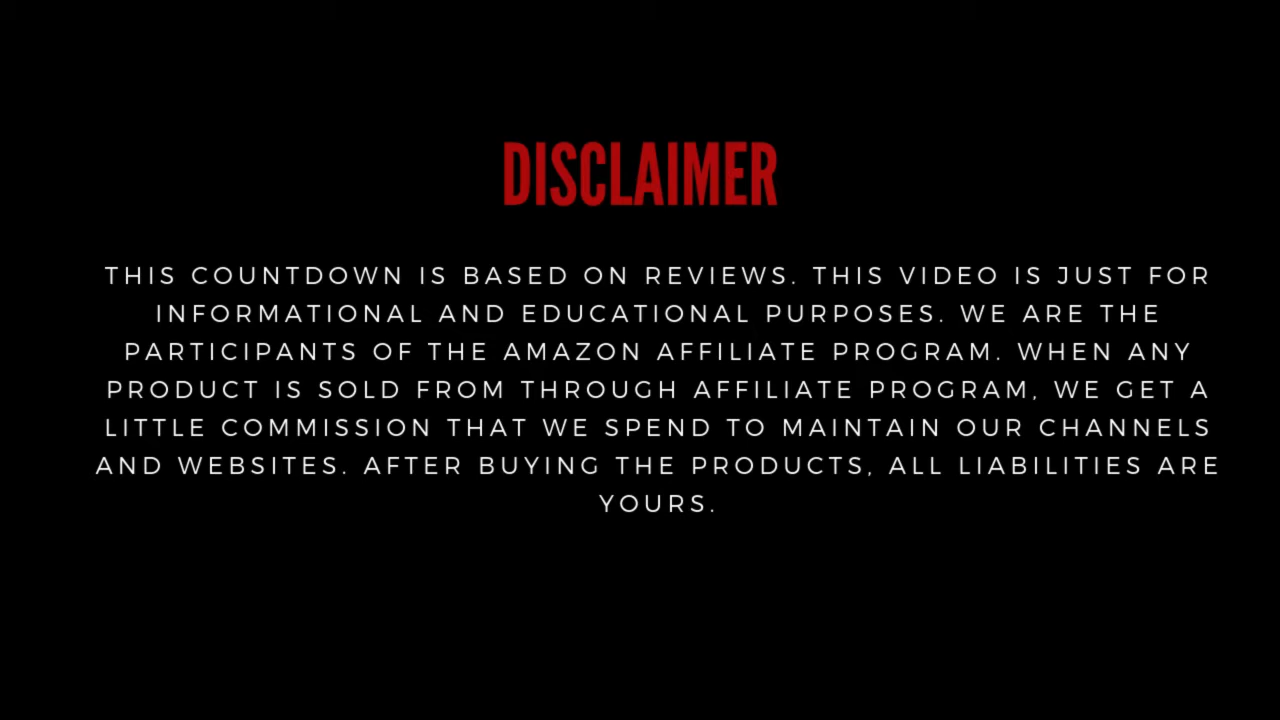 DISCLAIMER
THIS COUNTDOWN IS BASED ON REVIEWS. THIS VIDEO IS JUST FOR
INFORMATIONAL AND EDUCATIONAL PURPOSES. WE ARE THE
PARTICIPANTS OF THE AMAZON AFFILIATE PROGRAM. WHEN ANY
PRODUCT IS SOLD FROM THROUGH AFFILIATE PROGRAM, WE GET A
LITTLE COMMISSION THAT WE SPEND TO MAINTAIN OUR CHANNELS
AND WEBSITES. AFTER BUYING THE PRODUCTS, ALL LIABILITIES ARE
YOURS.